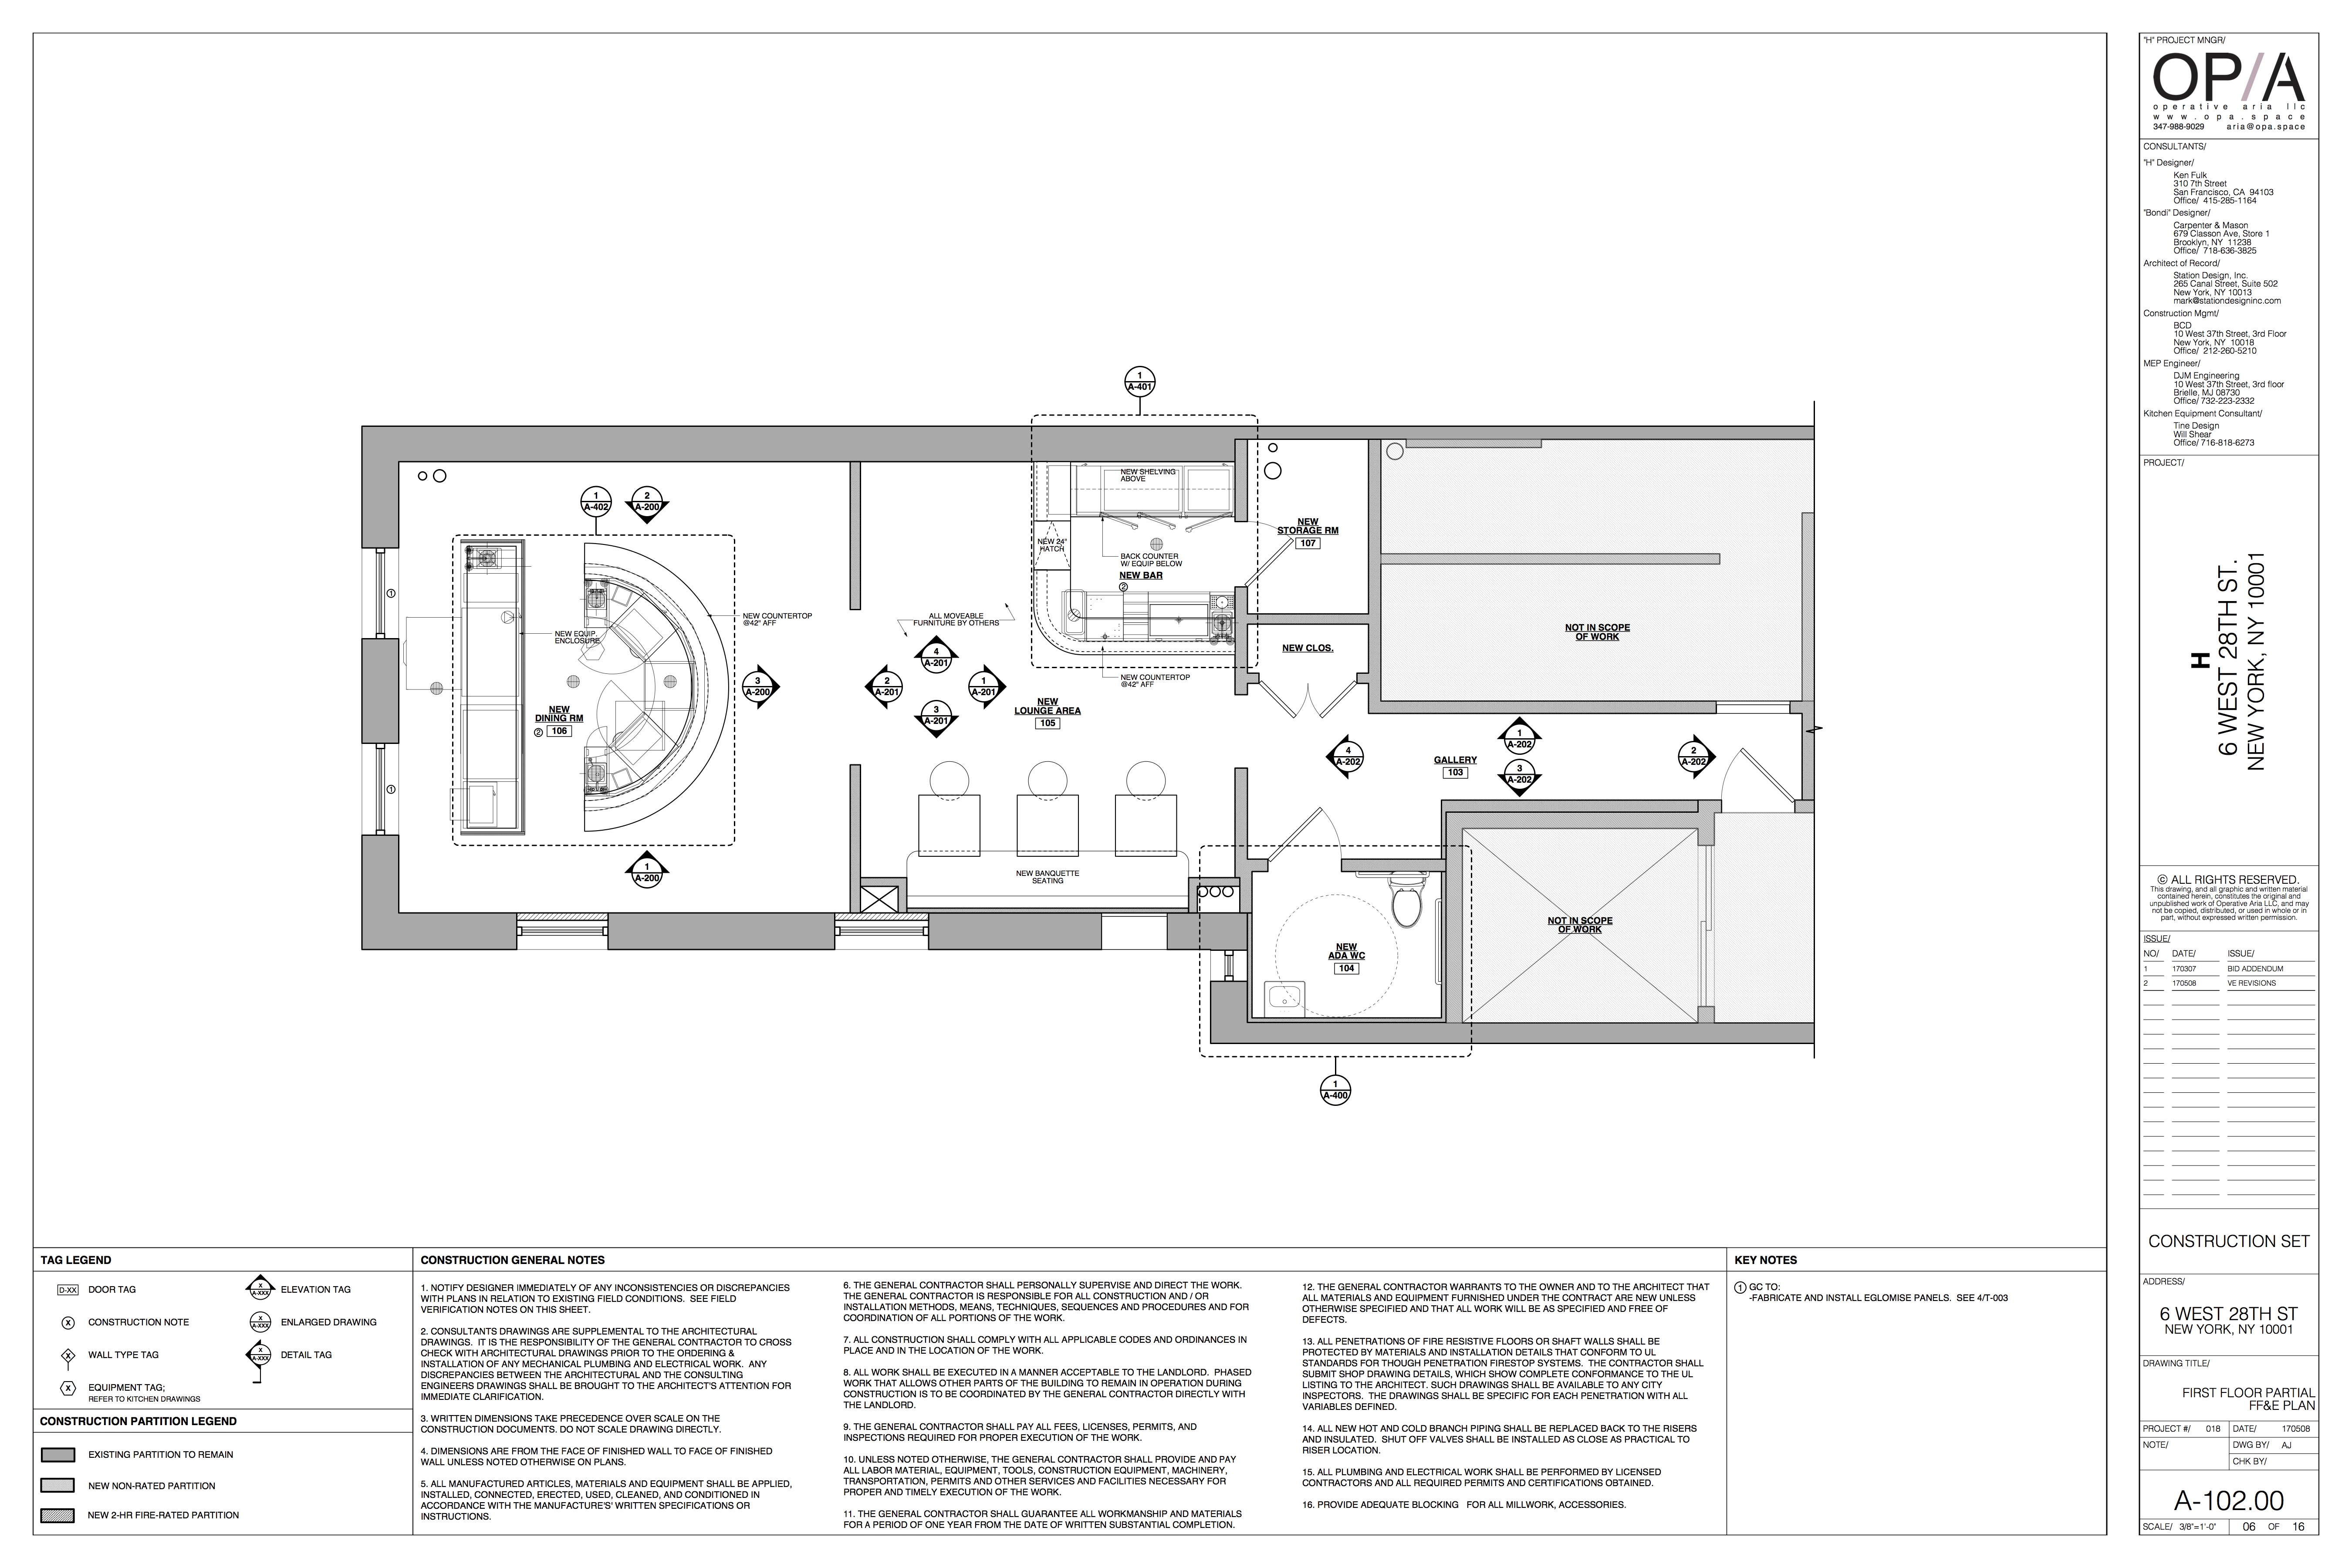 1
A-401
1
A-402
2
A-200
NEW SHELVING
ABOVE
NEW 24"
HATCH
BACK COUNTER
W/ EQUIP BELOW
NEW BAR
2
NEW
STORAGE RM
107
NEW COUNTERTOP
@42" AFF
NEW EQUIP.
ENCLOSURE
ALL MOVEABLE
FURNITURE BY OTHERS
1
1
NOT IN SCOPE
OF WORK
NEW CLOS.
4
A-201
2
A-201
1
A-201
3
A-201
3
A-200
NEW COUNTERTOP
@42" AFF
NEW
DINING RM
2 106
NEW
LOUNGE AREA
105
1
A-202
4
A-202
2
A-202
3
A-202
GALLERY
103
1
A-200
NEW BANQUETTE
SEATING
NEW
ADA WC
104
NOT IN SCOPE
OF WORK
1
A-400
TAG LEGEND
D-XX DOOR TAG
X CONSTRUCTION NOTE
X WALL TYPE TAG
X EQUIPMENT TAG;
REFER TO KITCHEN DRAWINGS
X
A-XXX
ELEVATION TAG
X
A-XXX
ENLARGED DRAWING
X
A-XXX
DETAIL TAG
CONSTRUCTION PARTITION LEGEND
EXISTING PARTITION TO REMAIN
NEW NON-RATED PARTITION
NEW 2-HR FIRE-RATED PARTITION
CONSTRUCTION GENERAL NOTES
1. NOTIFY DESIGNER IMMEDIATELY OF ANY INCONSISTENCIES OR DISCREPANCIES
WITH PLANS IN RELATION TO EXISTING FIELD CONDITIONS. SEE FIELD
VERIFICATION NOTES ON THIS SHEET.
2. CONSULTANTS DRAWINGS ARE SUPPLEMENTAL TO THE ARCHITECTURAL
DRAWINGS. IT IS THE RESPONSIBILITY OF THE GENERAL CONTRACTOR TO CROSS
CHECK WITH ARCHITECTURAL DRAWINGS PRIOR TO THE ORDERING &
INSTALLATION OF ANY MECHANICAL PLUMBING AND ELECTRICAL WORK. ANY
DISCREPANCIES BETWEEN THE ARCHITECTURAL AND THE CONSULTING
ENGINEERS DRAWINGS SHALL BE BROUGHT TO THE ARCHITECT'S ATTENTION FOR
IMMEDIATE CLARIFICATION.
3. WRITTEN DIMENSIONS TAKE PRECEDENCE OVER SCALE ON THE
CONSTRUCTION DOCUMENTS. DO NOT SCALE DRAWING DIRECTLY.
4. DIMENSIONS ARE FROM THE FACE OF FINISHED WALL TO FACE OF FINISHED
WALL UNLESS NOTED OTHERWISE ON PLANS.
5. ALL MANUFACTURED ARTICLES, MATERIALS AND EQUIPMENT SHALL BE APPLIED,
INSTALLED, CONNECTED, ERECTED, USED, CLEANED, AND CONDITIONED IN
ACCORDANCE WITH THE MANUFACTURE'S' WRITTEN SPECIFICATIONS OR
INSTRUCTIONS.
6. THE GENERAL CONTRACTOR SHALL PERSONALLY SUPERVISE AND DIRECT THE WORK.
THE GENERAL CONTRACTOR IS RESPONSIBLE FOR ALL CONSTRUCTION AND / OR
INSTALLATION METHODS, MEANS, TECHNIQUES, SEQUENCES AND PROCEDURES AND FOR
COORDINATION OF ALL PORTIONS OF THE WORK.
7. ALL CONSTRUCTION SHALL COMPLY WITH ALL APPLICABLE CODES AND ORDINANCES IN
PLACE AND IN THE LOCATION OF THE WORK.
8. ALL WORK SHALL BE EXECUTED IN A MANNER ACCEPTABLE TO THE LANDLORD. PHASED
WORK THAT ALLOWS OTHER PARTS OF THE BUILDING TO REMAIN IN OPERATION DURING
CONSTRUCTION IS TO BE COORDINATED BY THE GENERAL CONTRACTOR DIRECTLY WITH
THE LANDLORD.
9. THE GENERAL CONTRACTOR SHALL PAY ALL FEES, LICENSES, PERMITS, AND
INSPECTIONS REQUIRED FOR PROPER EXECUTION OF THE WORK.
10. UNLESS NOTED OTHERWISE, THE GENERAL CONTRACTOR SHALL PROVIDE AND PAY
ALL LABOR MATERIAL, EQUIPMENT, TOOLS, CONSTRUCTION EQUIPMENT, MACHINERY,
TRANSPORTATION, PERMITS AND OTHER SERVICES AND FACILITIES NECESSARY FOR
PROPER AND TIMELY EXECUTION OF THE WORK.
11. THE GENERAL CONTRACTOR SHALL GUARANTEE ALL WORKMANSHIP AND MATERIALS
FOR A PERIOD OF ONE YEAR FROM THE DATE OF WRITTEN SUBSTANTIAL COMPLETION.
12. THE GENERAL CONTRACTOR WARRANTS TO THE OWNER AND TO THE ARCHITECT THAT
ALL MATERIALS AND EQUIPMENT FURNISHED UNDER THE CONTRACT ARE NEW UNLESS
OTHERWISE SPECIFIED AND THAT ALL WORK WILL BE AS SPECIFIED AND FREE OF
DEFECTS.
13. ALL PENETRATIONS OF FIRE RESISTIVE FLOORS OR SHAFT WALLS SHALL BE
PROTECTED BY MATERIALS AND INSTALLATION DETAILS THAT CONFORM TO UL
STANDARDS FOR THOUGH PENETRATION FIRESTOP SYSTEMS. THE CONTRACTOR SHALL
SUBMIT SHOP DRAWING DETAILS, WHICH SHOW COMPLETE CONFORMANCE TO THE UL
LISTING TO THE ARCHITECT. SUCH DRAWINGS SHALL BE AVAILABLE TO ANY CITY
INSPECTORS. THE DRAWINGS SHALL BE SPECIFIC FOR EACH PENETRATION WITH ALL
VARIABLES DEFINED.
14. ALL NEW HOT AND COLD BRANCH PIPING SHALL BE REPLACED BACK TO THE RISERS
AND INSULATED. SHUT OFF VALVES SHALL BE INSTALLED AS CLOSE AS PRACTICAL TO
RISER LOCATION.
15. ALL PLUMBING AND ELECTRICAL WORK SHALL BE PERFORMED BY LICENSED
CONTRACTORS AND ALL REQUIRED PERMITS AND CERTIFICATIONS OBTAINED.
16. PROVIDE ADEQUATE BLOCKING FOR ALL MILLWORK, ACCESSORIES.
KEY NOTES
1 GC TO:
-FABRICATE AND INSTALL EGLOMISE PANELS. SEE 4/T-003
"H" PROJECT MNGR/
OP/A
operative aria llc
www.opa.space
347-988-9029 aria@opa.space
CONSULTANTS/
"H" Designer/
Ken Fulk
310 7th Street
San Francisco, CA 94103
Office/ 415-285-1164
"Bondi" Designer/
Carpenter & Mason
679 Classon Ave, Store 1
Brooklyn, NY 11238
Office/ 718-636-3825
Architect of Record/
Station Design, Inc.
265 Canal Street, Suite 502
New York, NY 10013
mark@stationdesigninc.com
Construction Mgmt/
BCD
10 West 37th Street, 3rd Floor
New York, NY 10018
Office/ 212-260-5210
MEP Engineer/
DJM Engineering
10 West 37th Street, 3rd floor
Brielle, MJ 08730
Office/ 732-223-2332
Kitchen Equipment Consultant/
Tine Design
Will Shear
Office/ 716-818-6273
PROJECT/
H
6 WEST 28TH ST.
NEW YORK, NY 10001
© ALL RIGHTS RESERVED.
This drawing, and all graphic and written material
contained herein, constitutes the original and
unpublished work of Operative Aria LLC, and may
not be copied, distributed, or used in whole or in
part, without expressed written permission.
ISSUE/
NO/ DATE/ ISSUE/
1 170307 BID ADDENDUM
2 170508 VE REVISIONS
CONSTRUCTION SET
ADDRESS/
6 WEST 28TH ST
NEW YORK, NY 10001
DRAWING TITLE/
FIRST FLOOR PARTIAL
FF&E PLAN
PROJECT #/ 018 DATE/ 170508
NOTE/ DWG BY/ AJ
CHK BY/
A-102.00
SCALE/ 3/8"=1'-0" 06 OF 16